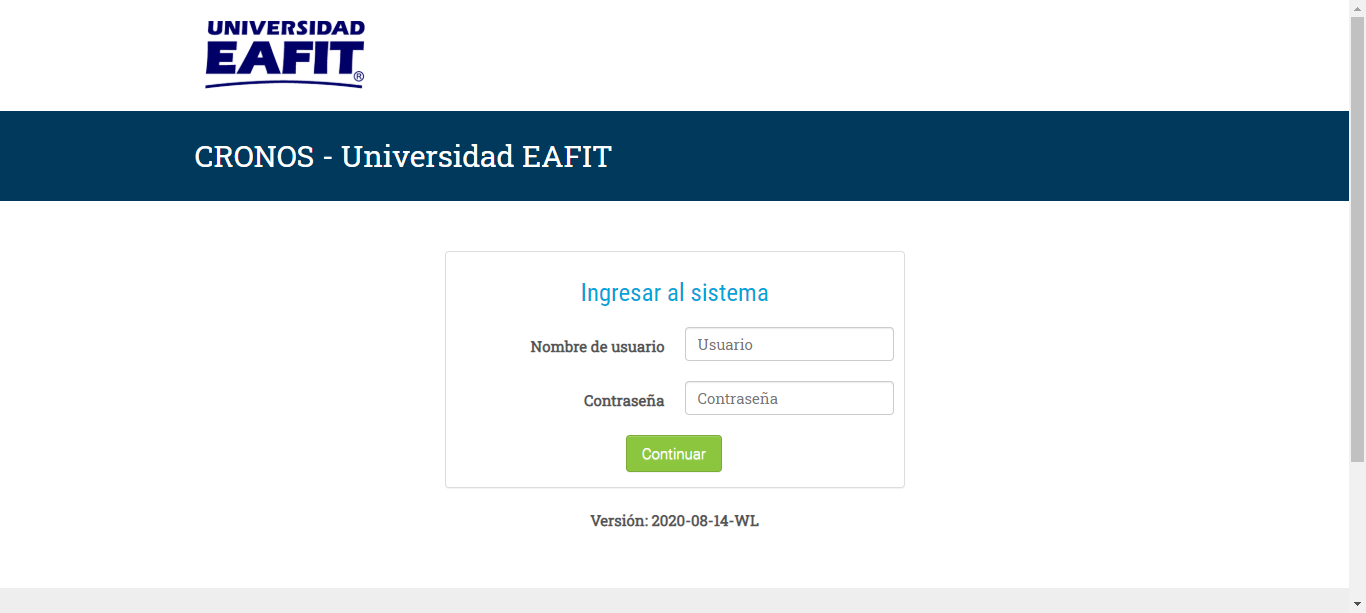 UNIVERSIDAD
EAFIT®
CRONOS - Universidad EAFIT
Ingresar al sistema
Nombre de usuario Usuario
Contraseña Contraseña
Continuar
Versión: 2020-08-14-WL